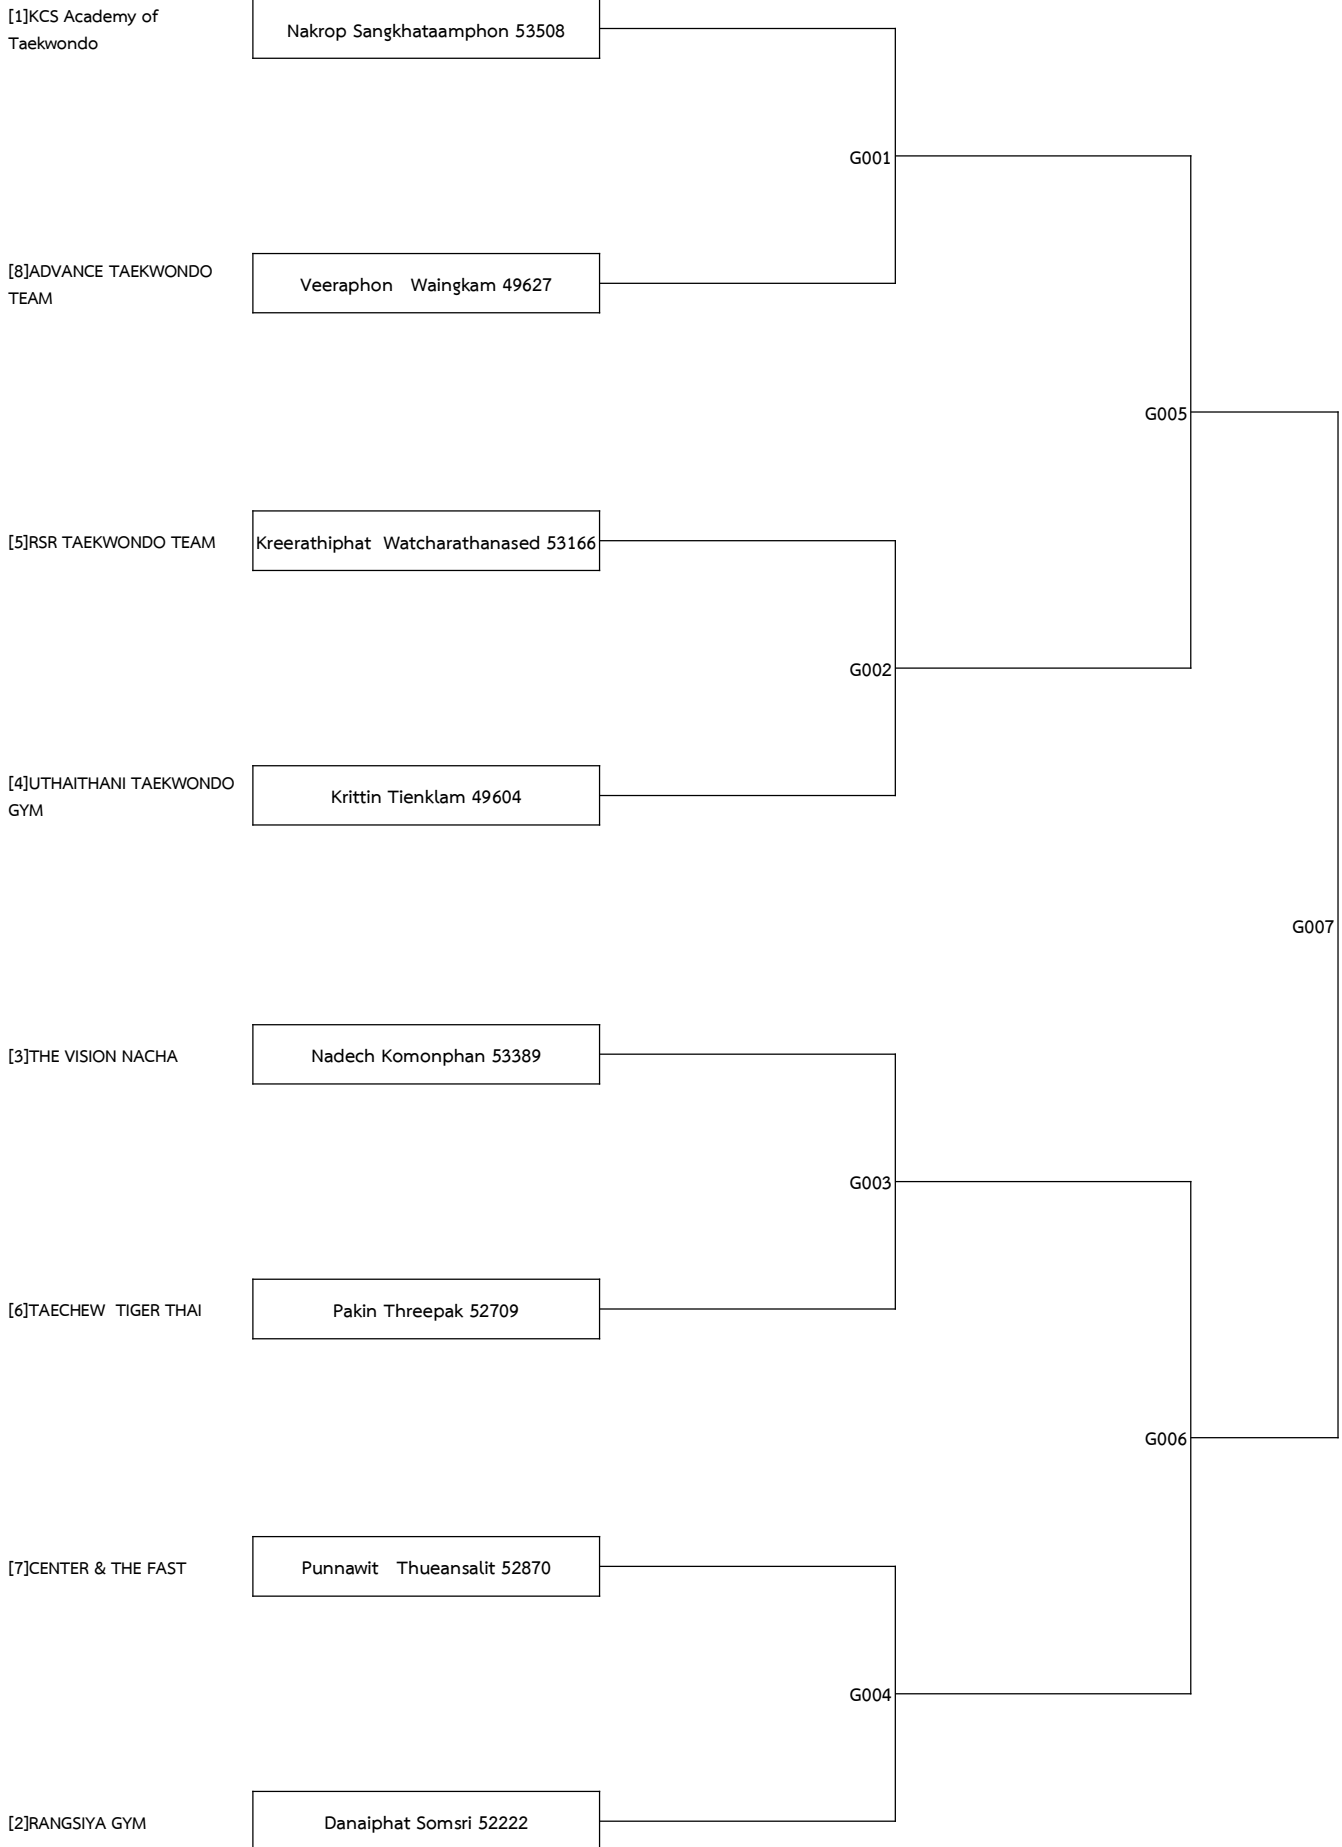 [1]KCS Academy of
Taekwondo
Nakrop Sangkhataamphon 53508
G001
[8]ADVANCE TAEKWONDO
TEAM
Veeraphon   Waingkam 49627
G005
[5]RSR TAEKWONDO TEAM
Kreerathiphat  Watcharathanased 53166
G002
[4]UTHAITHANI TAEKWONDO
GYM
Krittin Tienklam 49604
G007
[3]THE VISION NACHA
Nadech Komonphan 53389
G003
[6]TAECHEW  TIGER THAI
Pakin Threepak 52709
G006
[7]CENTER & THE FAST
Punnawit   Thueansalit 52870
G004
[2]RANGSIYA GYM
Danaiphat Somsri 52222